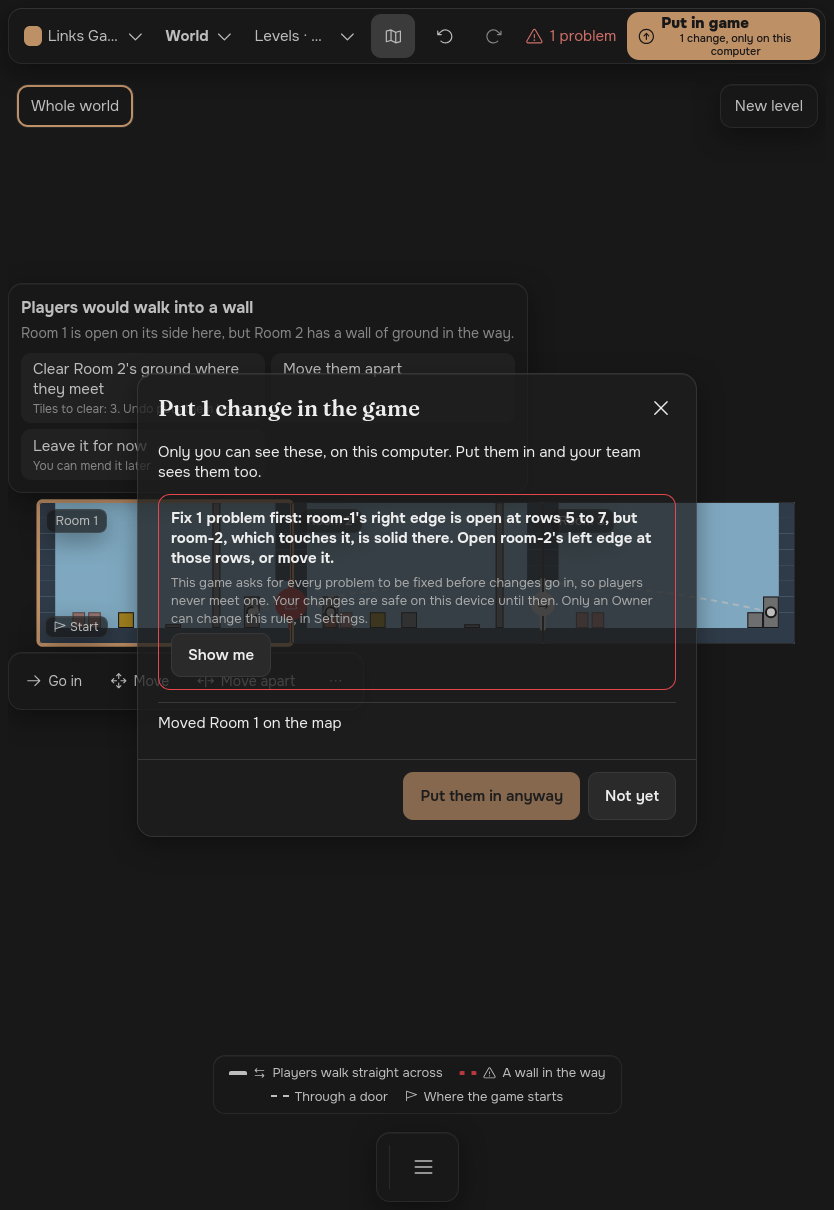 Links Ga...
World
Levels · ...
1 problem
Put in game
1 change, only on this
computer
Whole world
New level
Players would walk into a wall
Room 1 is open on its side here, but Room 2 has a wall of ground in the way.
Clear Room 2's ground where
they meet
Tiles to clear: 3. Undo
Move them apart
Leave it for now
You can mend it later
Put 1 change in the game
Only you can see these, on this computer. Put them in and your team
sees them too.
Room 1
Fix 1 problem first: room-1's right edge is open at rows 5 to 7, but
room-2, which touches it, is solid there. Open room-2's left edge at
those rows, or move it.
This game asks for every problem to be fixed before changes go in, so players
never meet one. Your changes are safe on this device until then. Only an Owner
can change this rule, in Settings.
Start
Show me
Go in
Move
Move apart
Moved Room 1 on the map
Put them in anyway
Not yet
Players walk straight across
A wall in the way
Through a door
Where the game starts